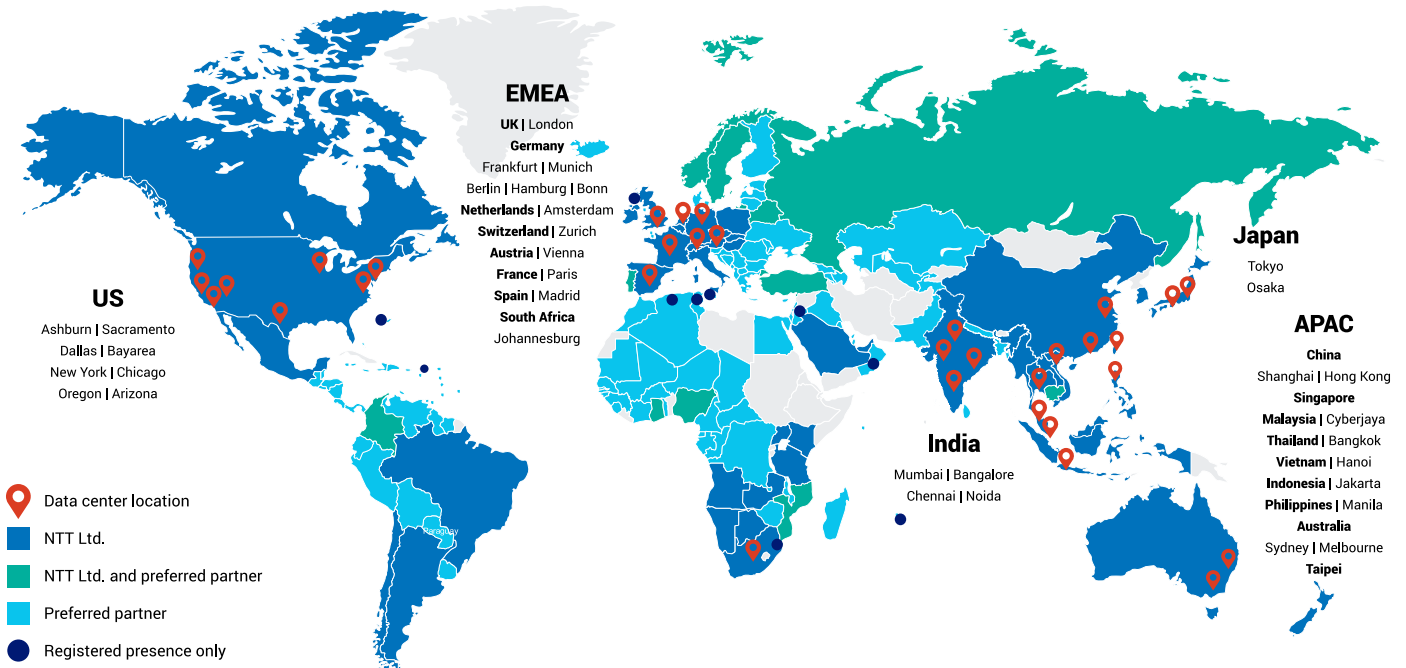 EMEA
UK | London
Germany
Frankfurt | Munich
Berlin | Hamburg | Bonn
Netherlands | Amsterdam
Switzerland | Zurich
Austria | Vienna
France | Paris
Spain | Madrid
South Africa
Johannesburg
US
Ashburn | Sacramento
Dallas | Bayarea
New York | Chicago
Oregon | Arizona
Japan
Tokyo
Osaka
APAC
China
Shanghai | Hong Kong
Singapore
Malaysia | Cyberjaya
Thailand | Bangkok
Vietnam | Hanoi
Indonesia | Jakarta
Philippines | Manila
Australia
Sydney | Melbourne
Taipei
India
Mumbai | Bangalore
Chennai | Noida
Paraguay
Data center location
NTT Ltd.
NTT Ltd. and preferred partner
Preferred partner
Registered presence only